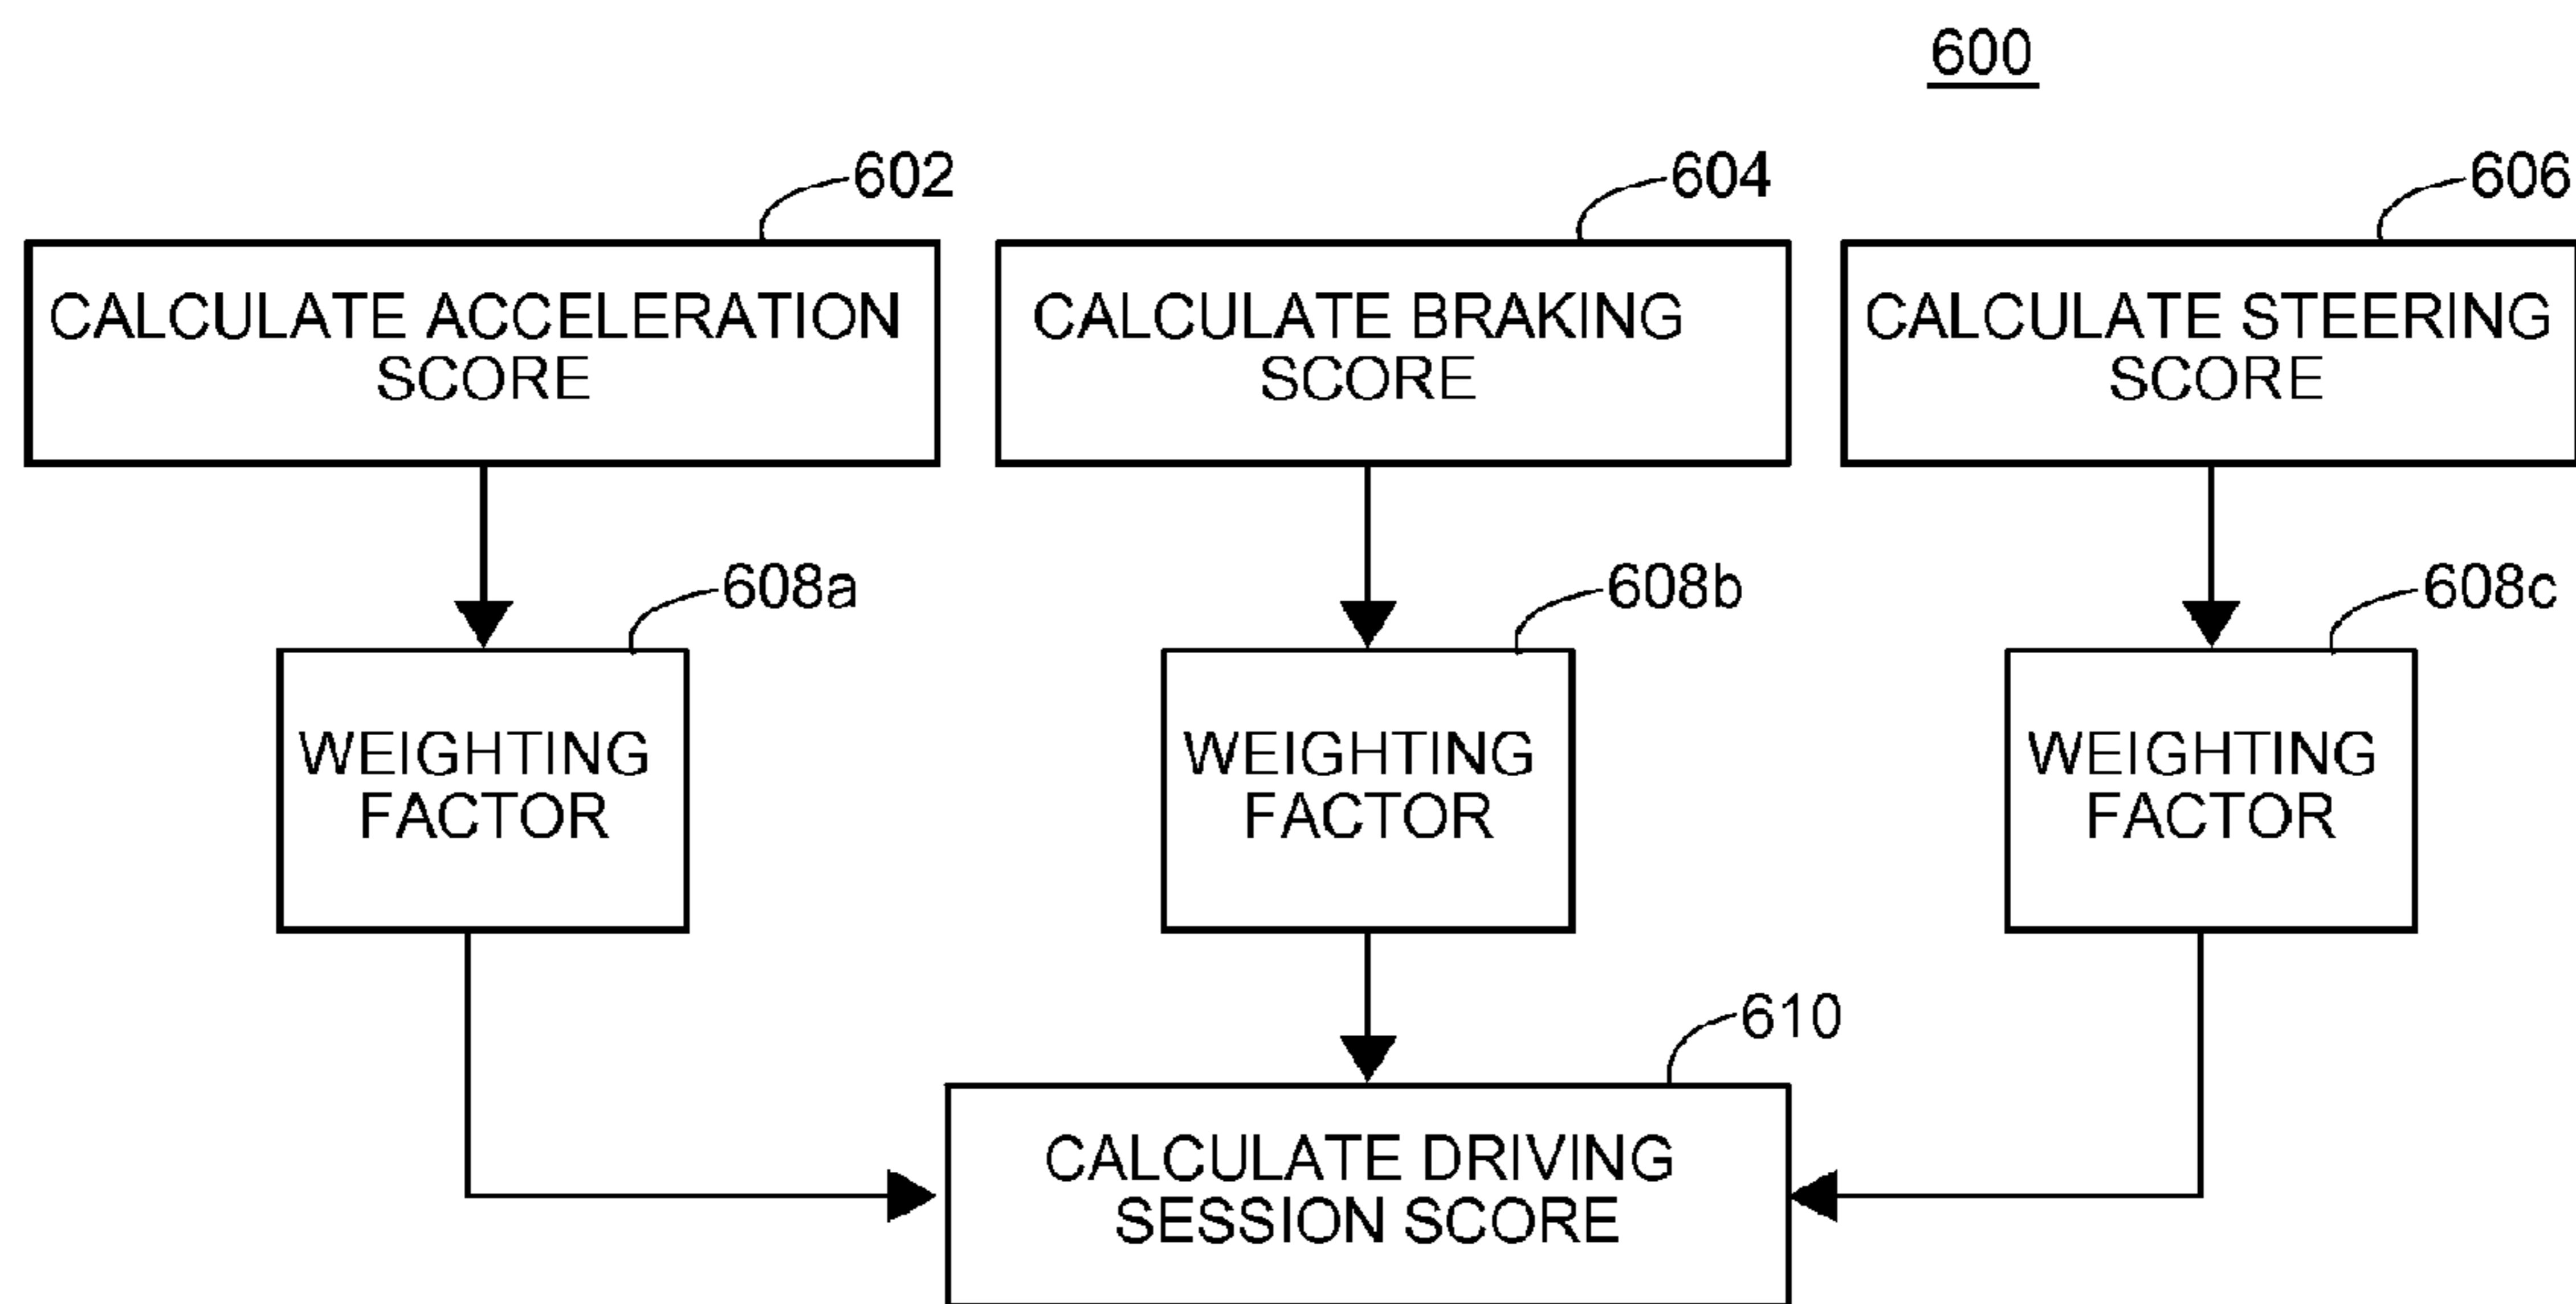 600
602
604
606
CALCULATE ACCELERATION
SCORE
CALCULATE BRAKING
SCORE
CALCULATE STEERING
SCORE
608a
608b
608c
WEIGHTING
FACTOR
WEIGHTING
FACTOR
WEIGHTING
FACTOR
610
CALCULATE DRIVING
SESSION SCORE